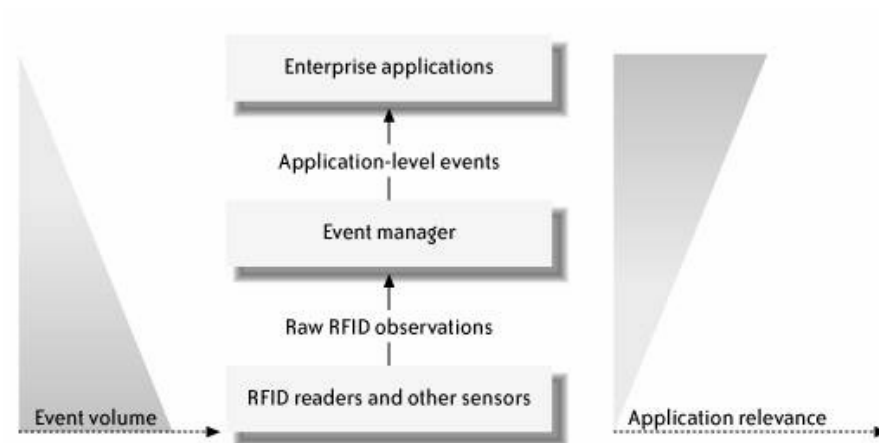 Enterprise applications
Application-level events
Event manager
Raw RFID observations
RFID readers and other sensors
Event volume
Application relevance